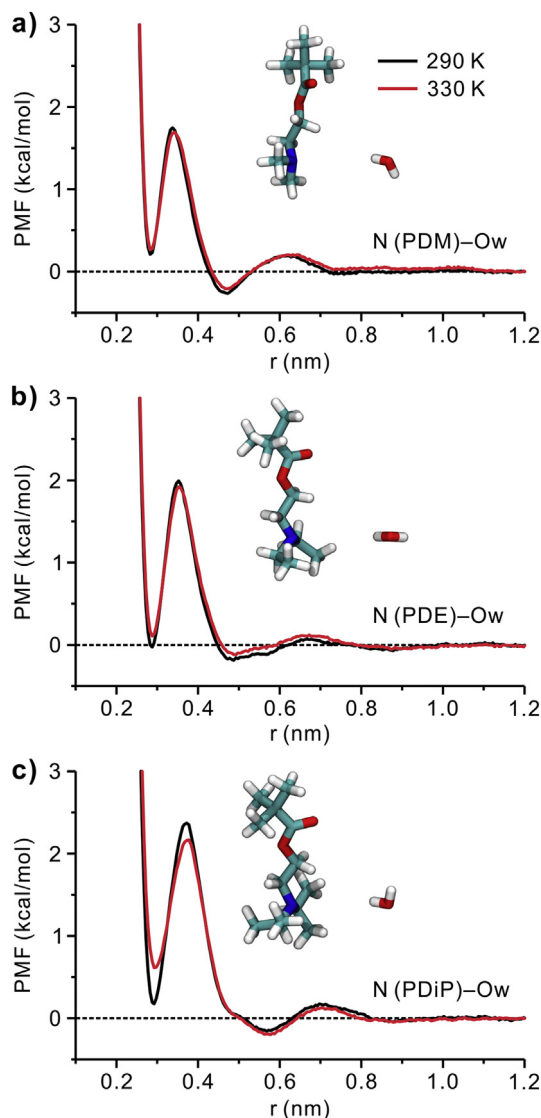 a)
3
2
1
0
PMF (kcal/mol)
290 K
330 K
N (PDM)–Ow
0.2 0.4 0.6 0.8 1.0 1.2
r (nm)
b)
3
2
1
0
PMF (kcal/mol)
N (PDE)–Ow
0.2 0.4 0.6 0.8 1.0 1.2
r (nm)
c)
3
2
1
0
PMF (kcal/mol)
N (PDiP)–Ow
0.2 0.4 0.6 0.8 1.0 1.2
r (nm)